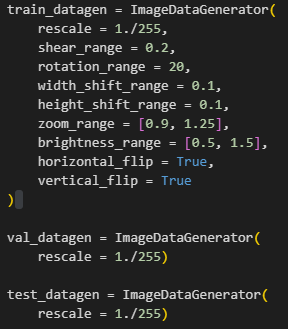 train_datagen = ImageDataGenerator(
    rescale = 1./255,
    shear_range = 0.2,
    rotation_range = 20,
    width_shift_range = 0.1,
    height_shift_range = 0.1,
    zoom_range = [0.9, 1.25],
    brightness_range = [0.5, 1.5],
    horizontal_flip = True,
    vertical_flip = True
)
val_datagen = ImageDataGenerator(
    rescale = 1./255)
test_datagen = ImageDataGenerator(
    rescale = 1./255)